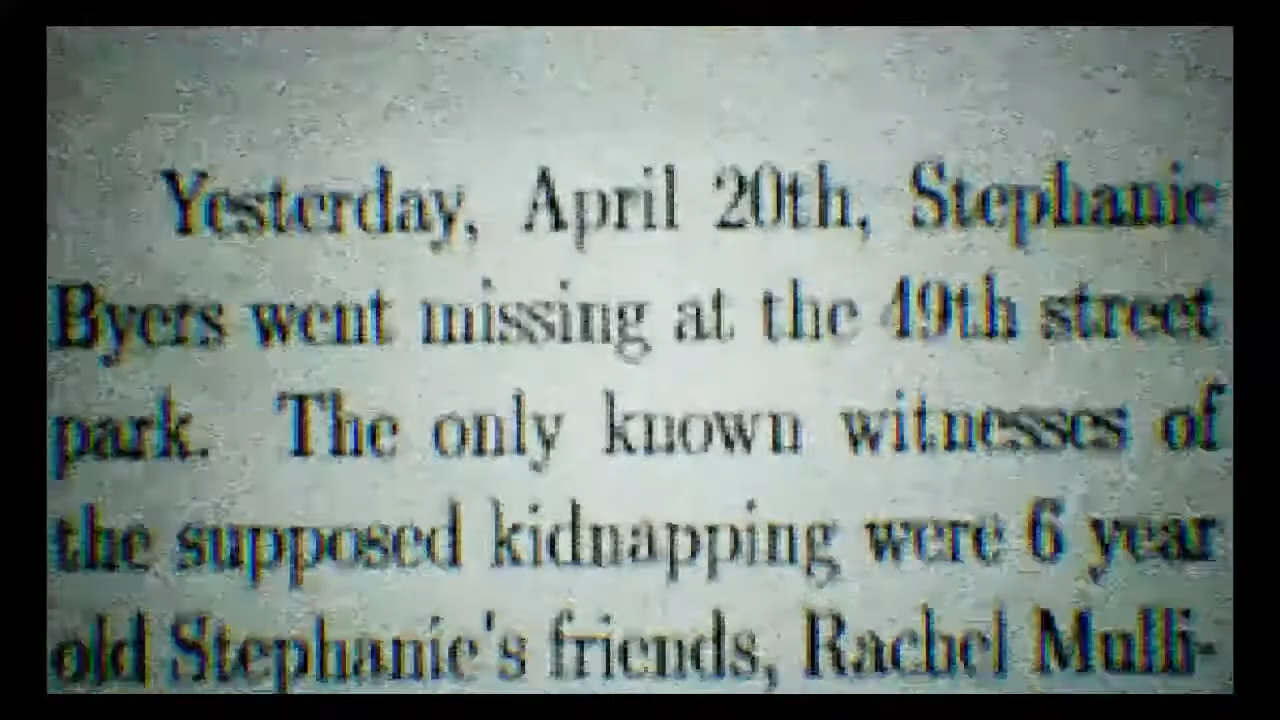 Yesterday, April 20th, Stephanie
Byers went missing at the 49th street
park. The only known witnesses of
the supposed kidnapping were 6 year
old Stephanie's friends, Rachel Mulli-